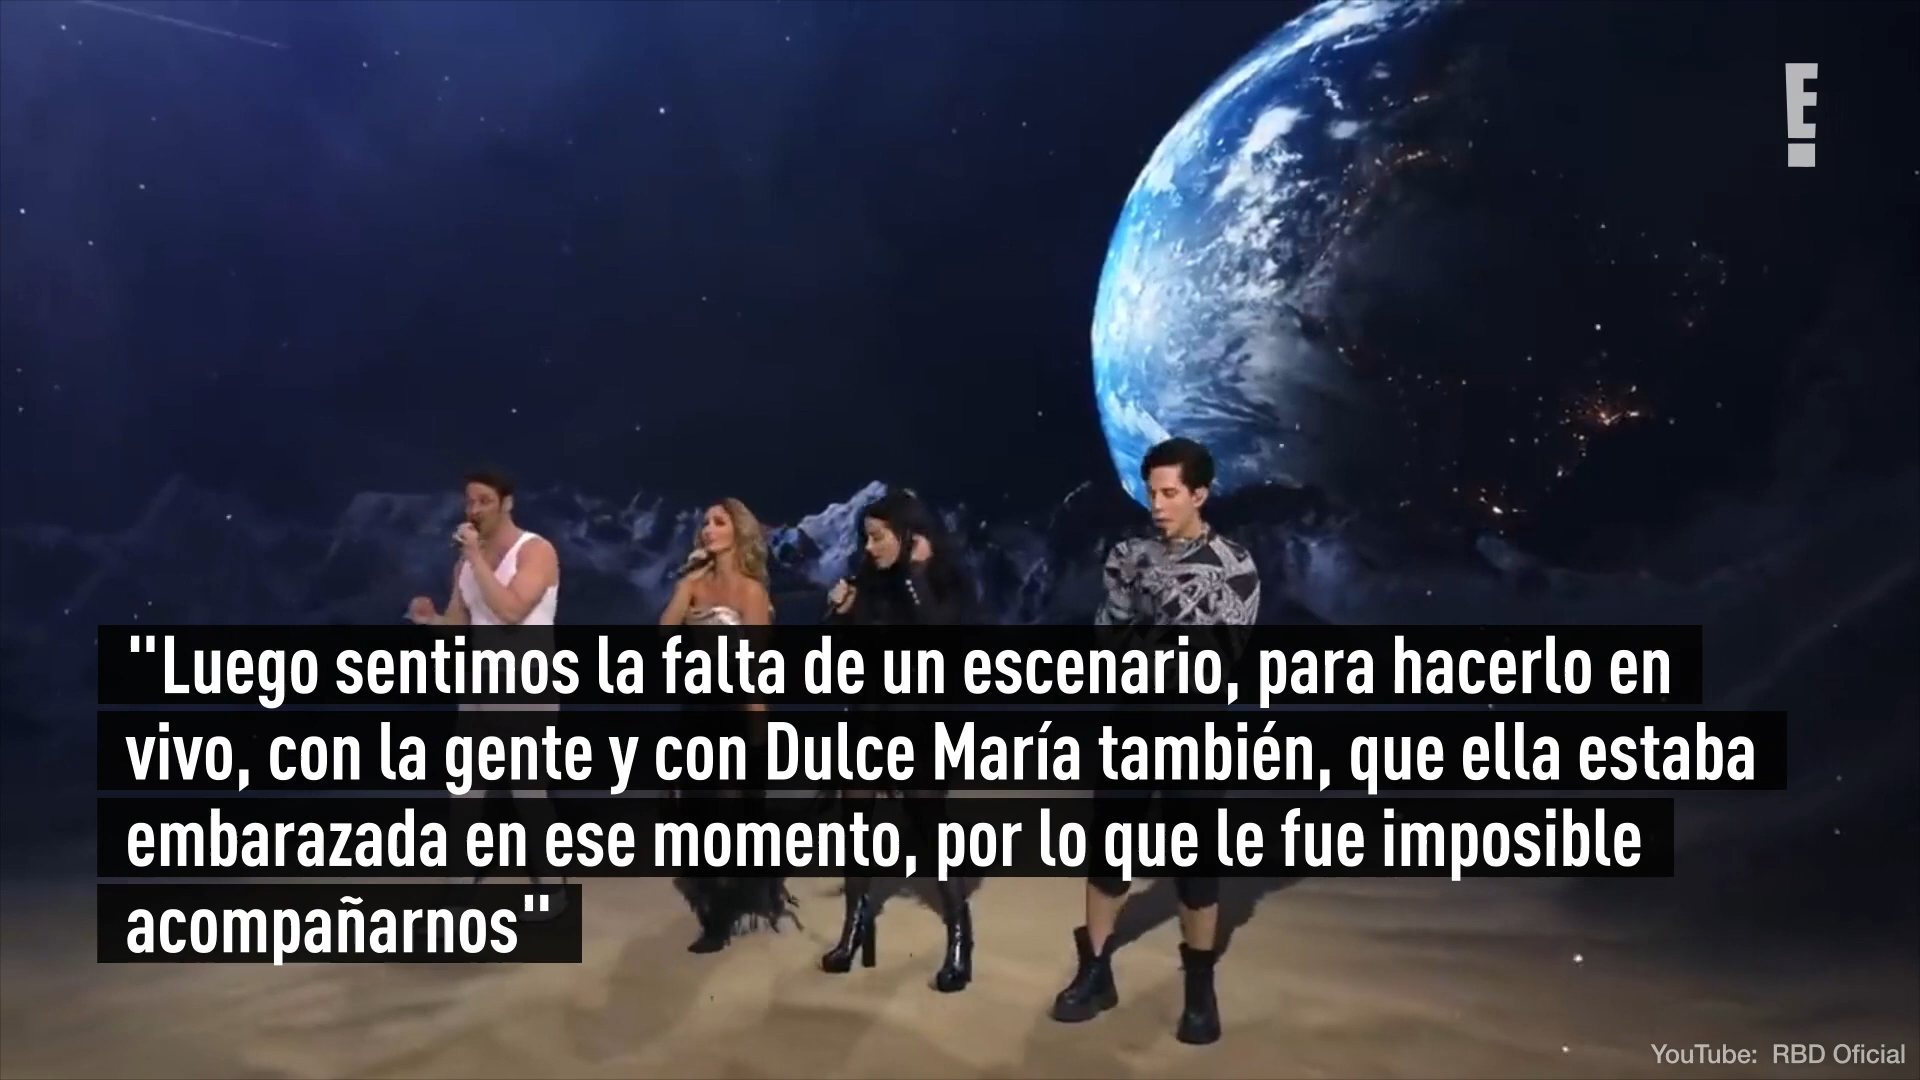 E!
"Luego sentimos la falta de un escenario, para hacerlo en
vivo, con la gente y con Dulce María también, que ella estaba
embarazada en ese momento, por lo que le fue imposible
acompañarnos"
YouTube: RBD Oficial